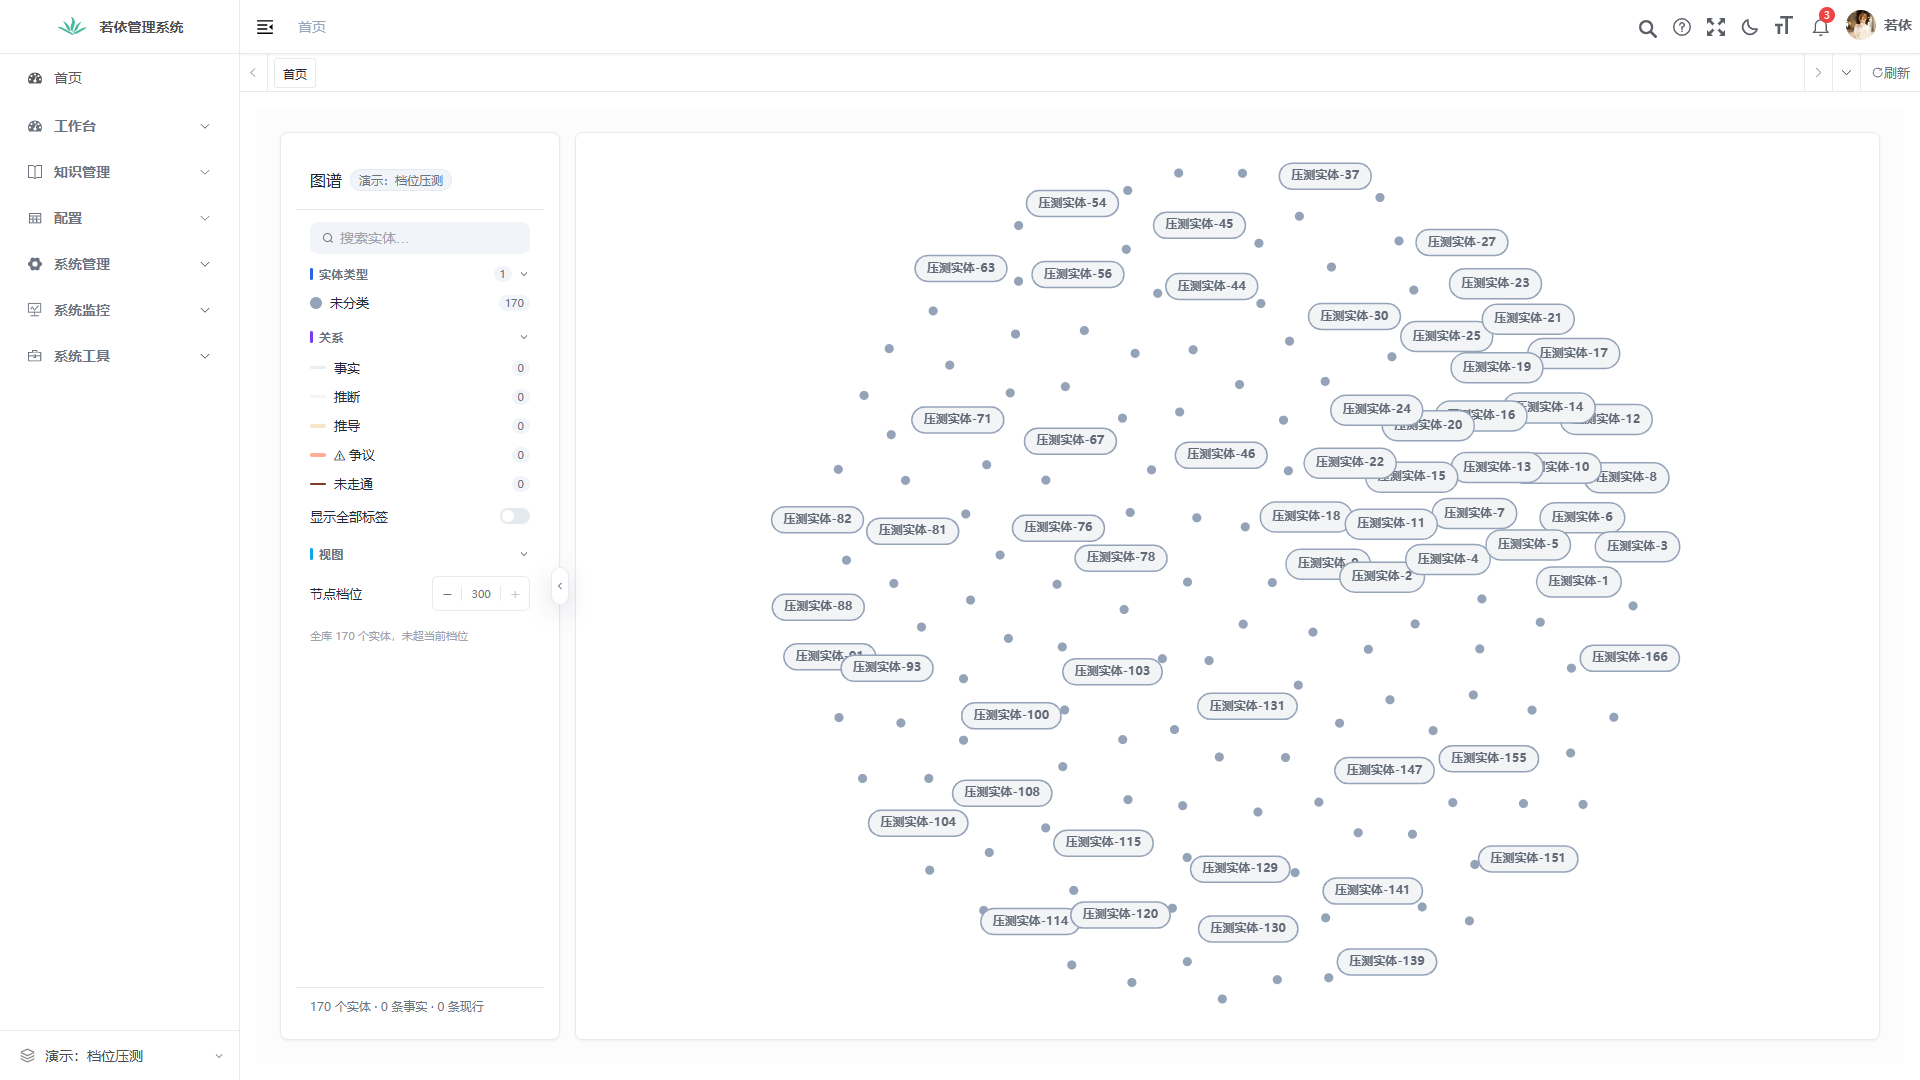 若依管理系统
首页
3
若依
首页
刷新
首页
工作台
知识管理
配置
系统管理
系统监控
系统工具
演示：档位压测
图谱
演示：档位压测
搜索实体...
实体类型
1
未分类
170
关系
事实
0
推断
0
推导
0
⚠ 争议
0
未走通
0
显示全部标签
视图
节点档位
300
全库 170 个实体，未超当前档位
170 个实体 · 0 条事实 · 0 条现行
压测实体-37
压测实体-54
压测实体-45
压测实体-27
压测实体-63
压测实体-56
压测实体-44
压测实体-23
压测实体-30
压测实体-21
压测实体-25
压测实体-17
压测实体-19
压测实体-24
压测实体-16
压测实体-14
压测实体-12
压测实体-20
压测实体-71
压测实体-67
压测实体-46
压测实体-22
压测实体-15
压测实体-13
实体-10
压测实体-8
压测实体-82
压测实体-81
压测实体-76
压测实体-78
压测实体-18
压测实体-11
压测实体-7
压测实体-6
压测实体-5
压测实体-3
压测实体-4
压测实体-2
压测实体-1
压测实体-88
压测实体-91
压测实体-93
压测实体-103
压测实体-166
压测实体-100
压测实体-131
压测实体-147
压测实体-155
压测实体-108
压测实体-104
压测实体-115
压测实体-129
压测实体-151
压测实体-141
压测实体-114
压测实体-120
压测实体-130
压测实体-139